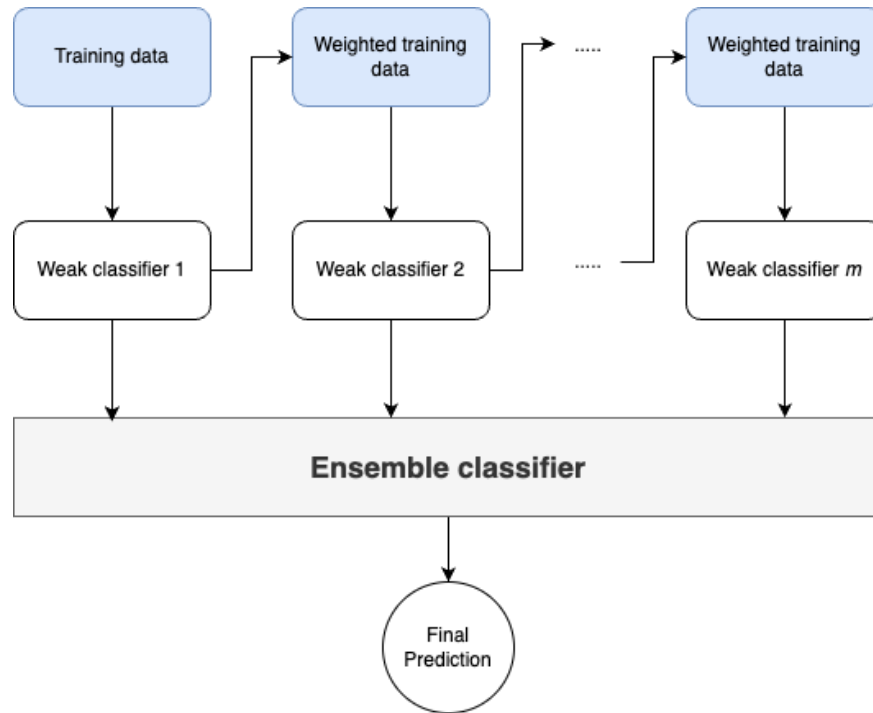 Training data
Weighted training
data
.....
Weighted training
data
Weak classifier 1
Weak classifier 2
.....
Weak classifier m
Ensemble classifier
Final
Prediction